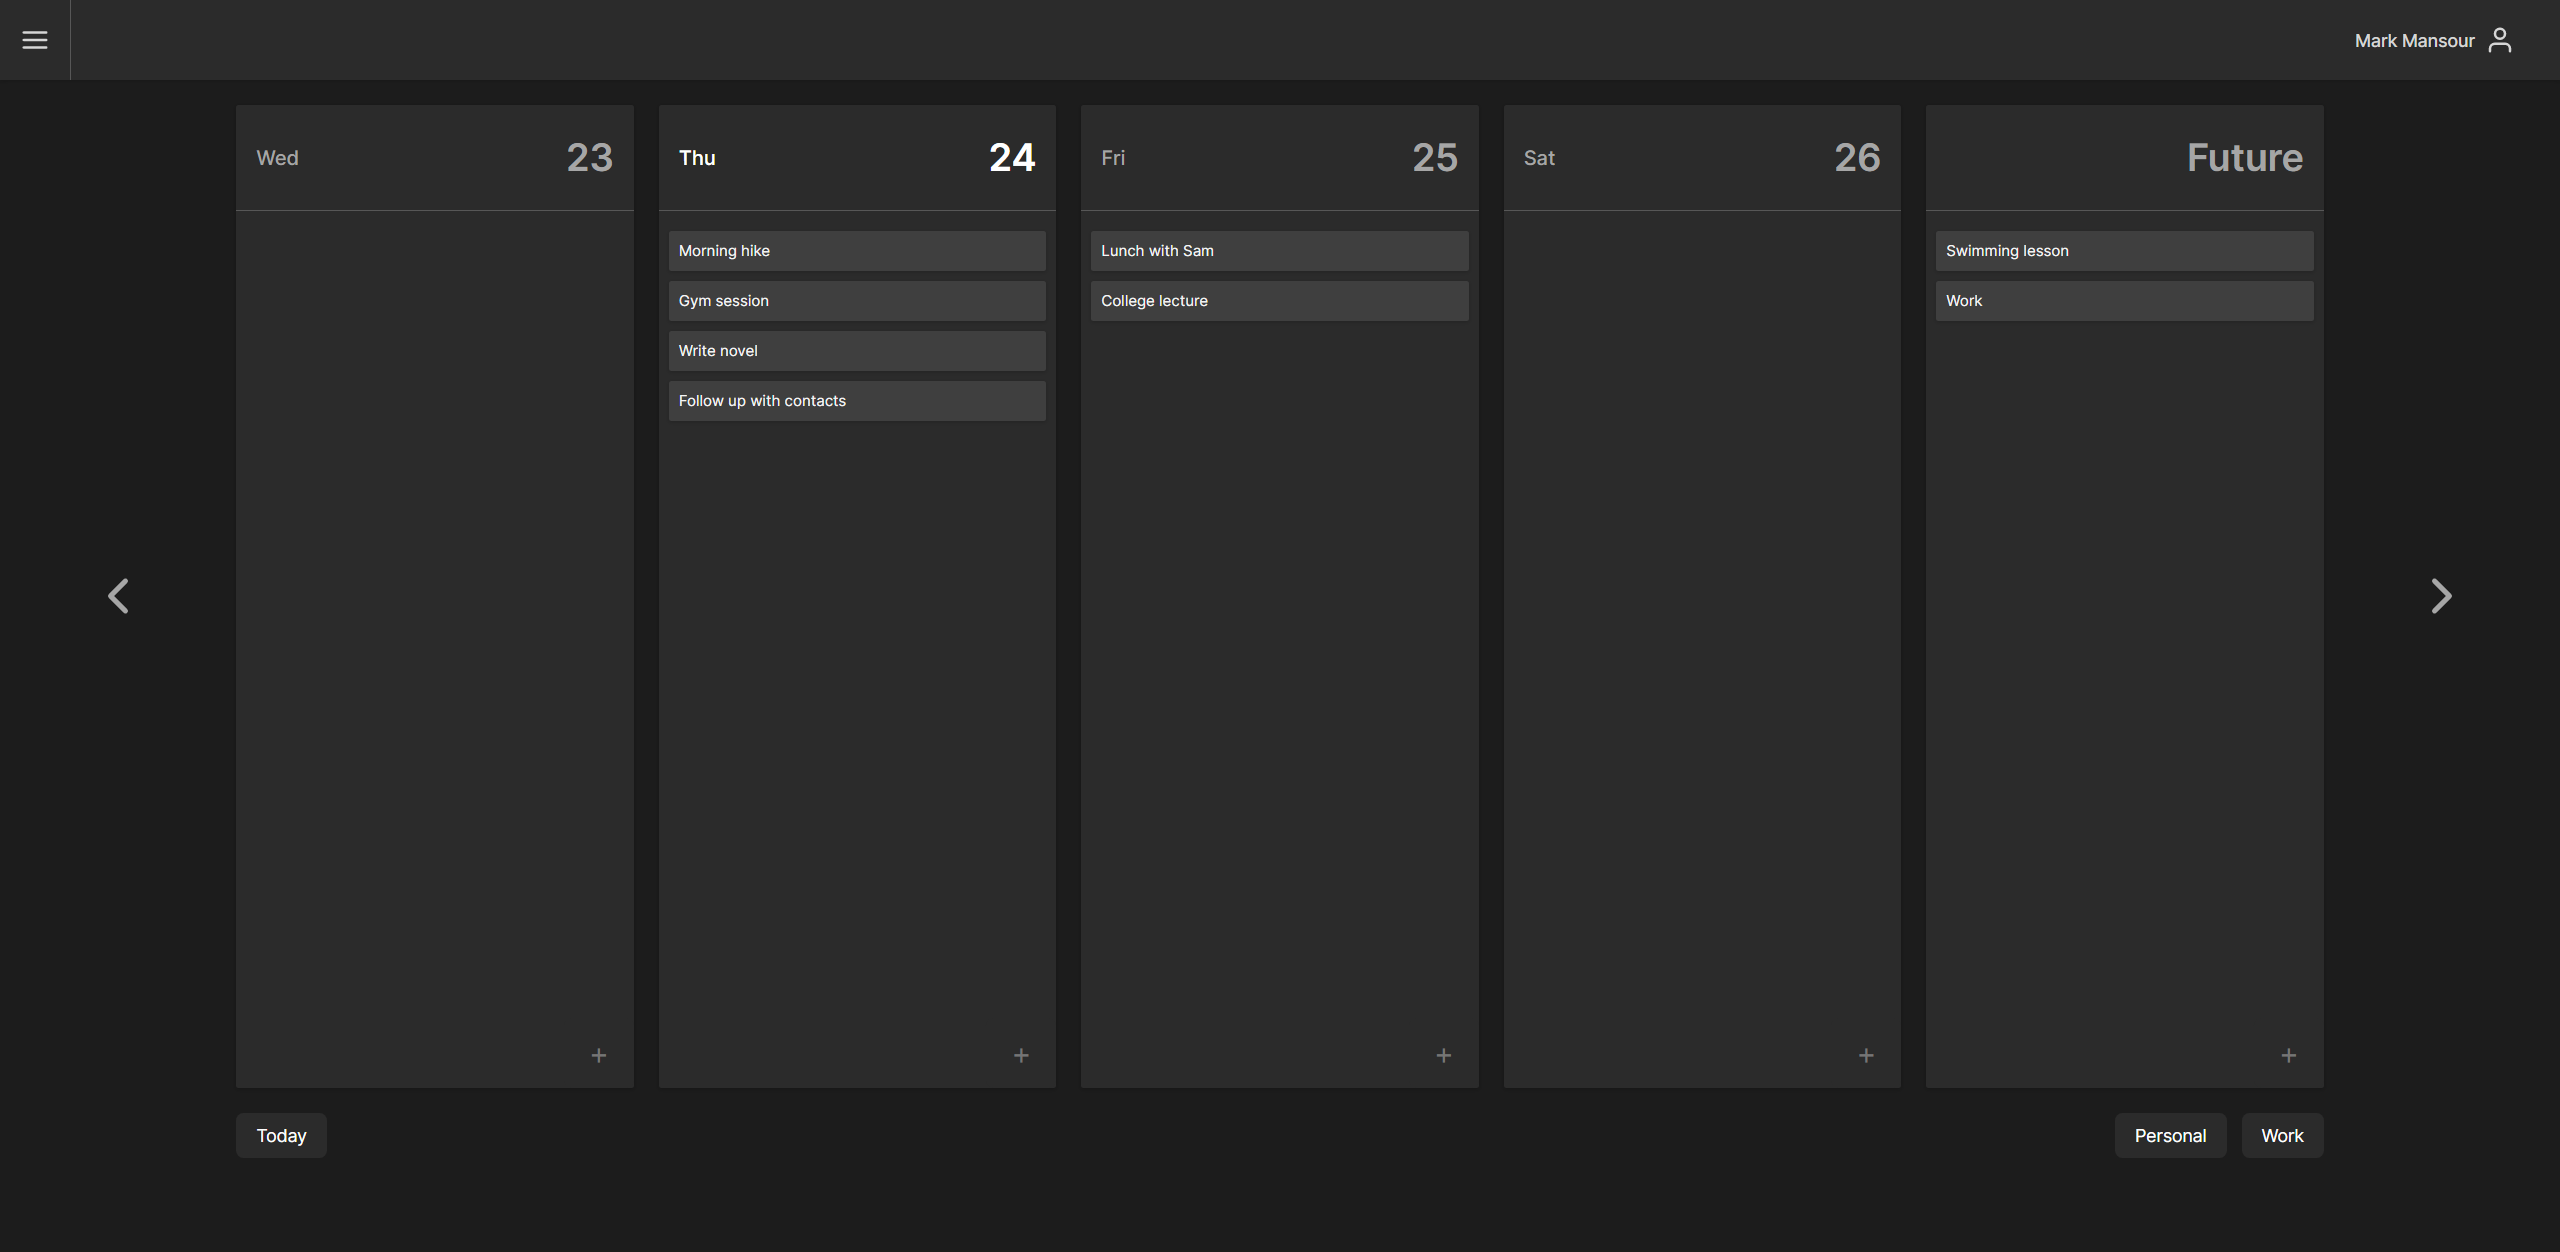 Mark Mansour
Wed 23
Thu 24
Fri 25
Sat 26
Future
Morning hike
Gym session
Write novel
Follow up with contacts
Lunch with Sam
College lecture
Swimming lesson
Work
+
+
+
+
+
Today
Personal
Work